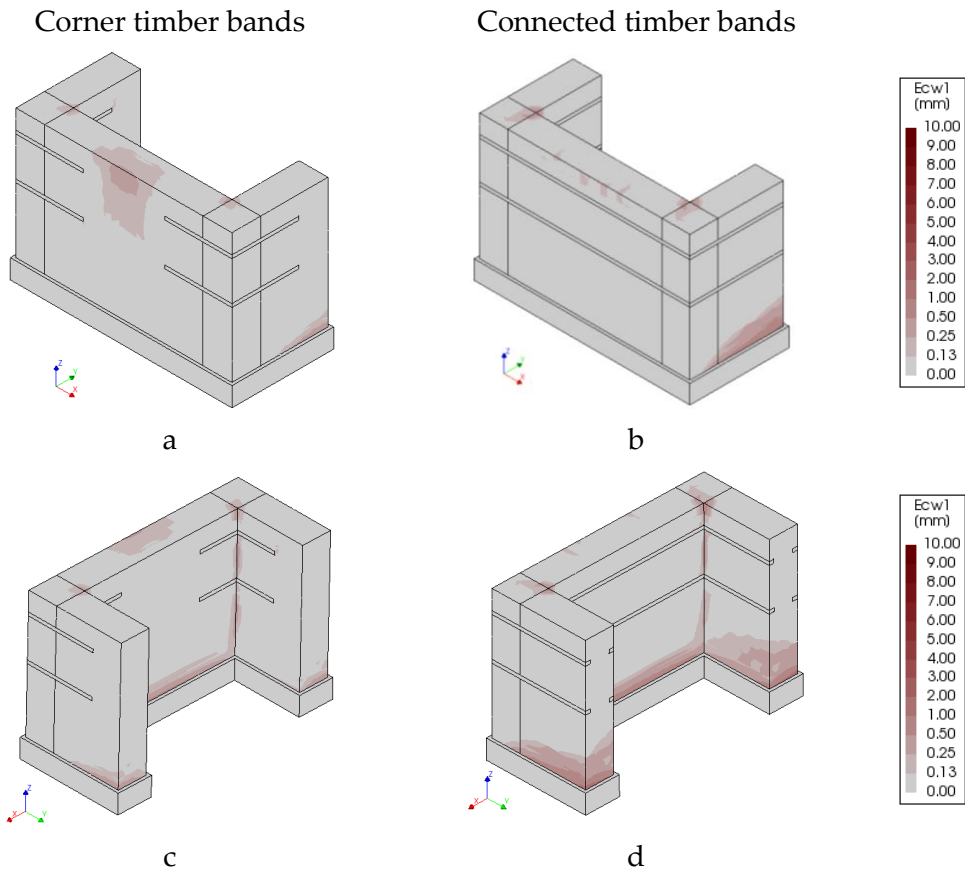 Corner timber bands
Connected timber bands
Ecw1
(mm)
10.00
9.00
8.00
7.00
6.00
5.00
4.00
3.00
2.00
1.00
0.50
0.25
0.13
0.00
Z
Y
X
Z
Y
X
a
b
Ecw1
(mm)
10.00
9.00
8.00
7.00
6.00
5.00
4.00
3.00
2.00
1.00
0.50
0.25
0.13
0.00
Z
X
Y
Z
X
Y
c
d